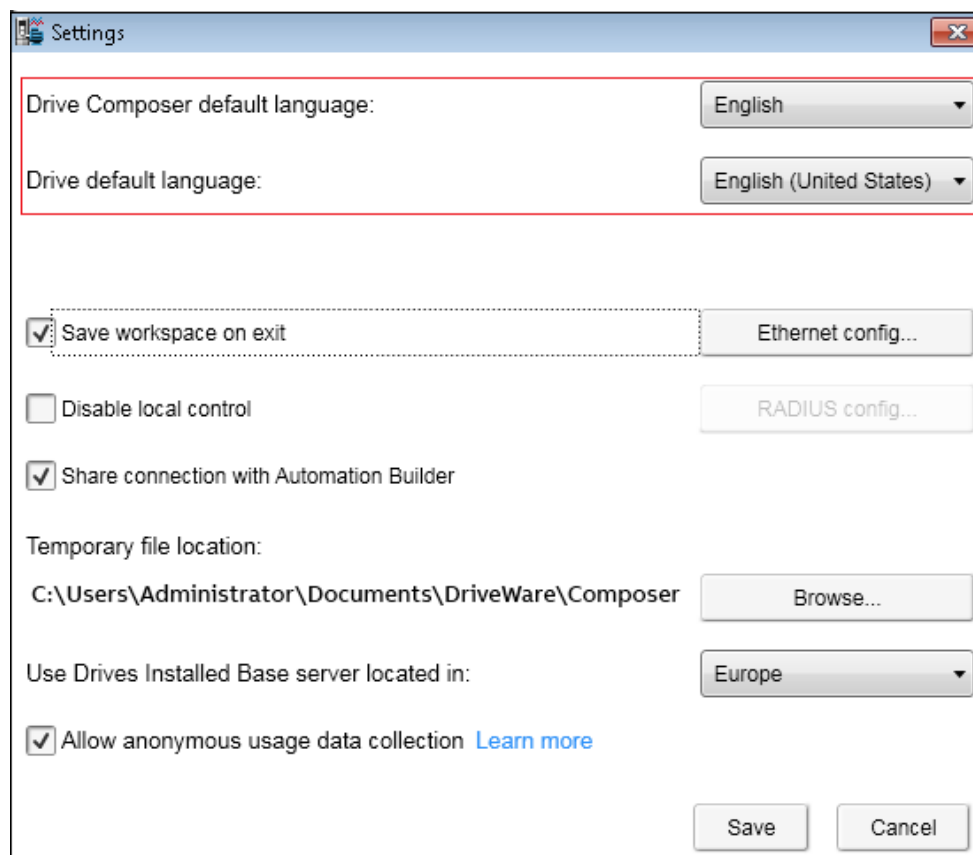 Settings
Drive Composer default language: English
Drive default language: English (United States)
Save workspace on exit Ethernet config...
Disable local control RADIUS config...
Share connection with Automation Builder
Temporary file location:
C:\Users\Administrator\Documents\DriveWare\Composer Browse...
Use Drives Installed Base server located in: Europe
Allow anonymous usage data collection Learn more
Save Cancel